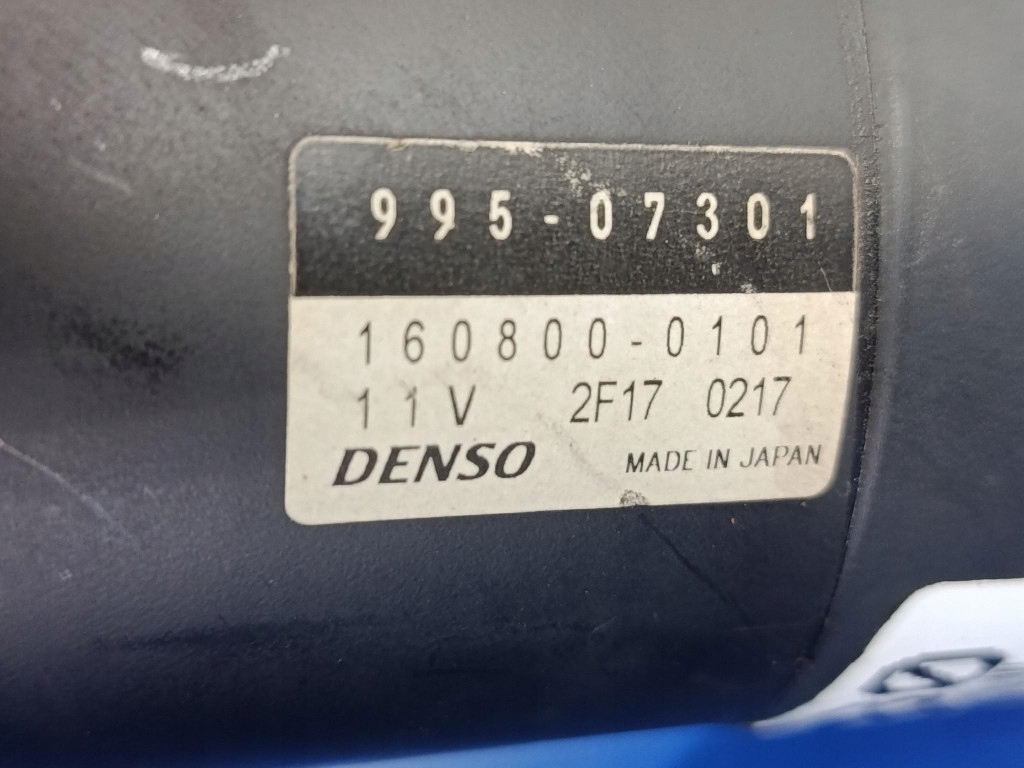 995-07301
160800-0101
11V 2F17 0217
DENSO MADE IN JAPAN